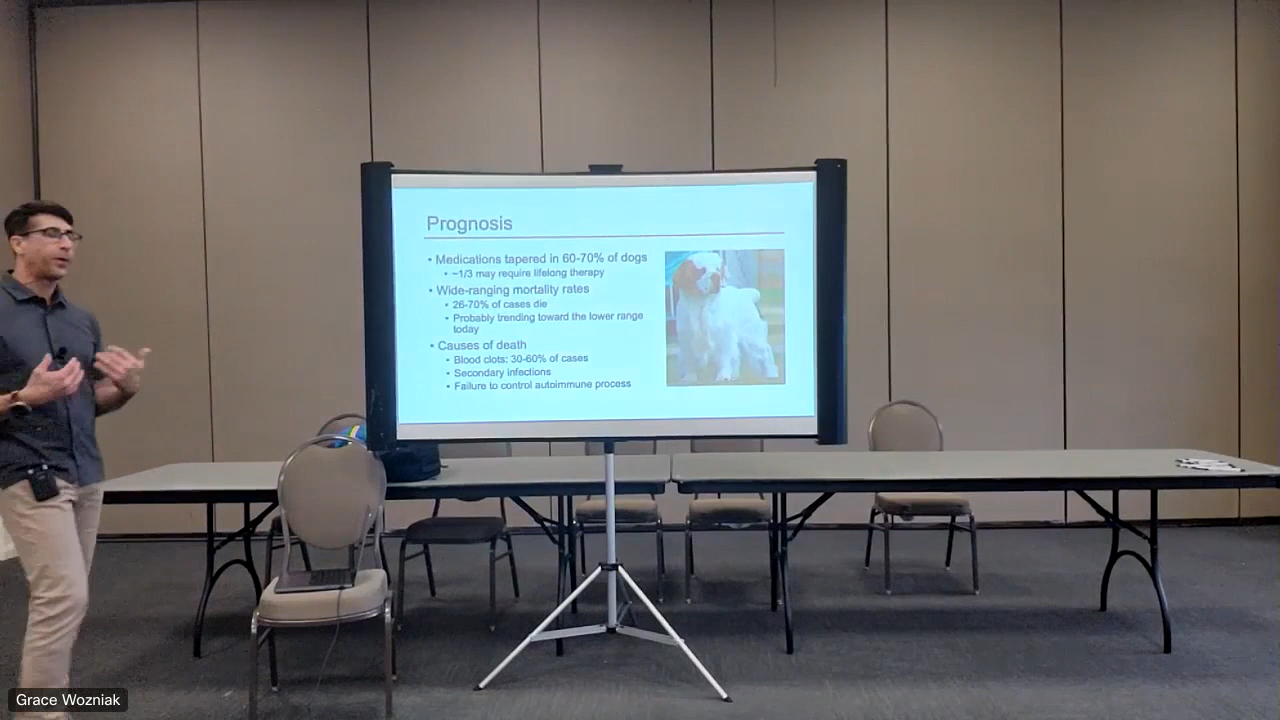 Prognosis
• Medications tapered in 60-70% of dogs
• ~1/3 may require lifelong therapy
• Wide-ranging mortality rates
• 26-70% of cases die
• Probably trending toward the lower range
today
• Causes of death
• Blood clots: 30-60% of cases
• Secondary infections
• Failure to control autoimmune process
Grace Wozniak